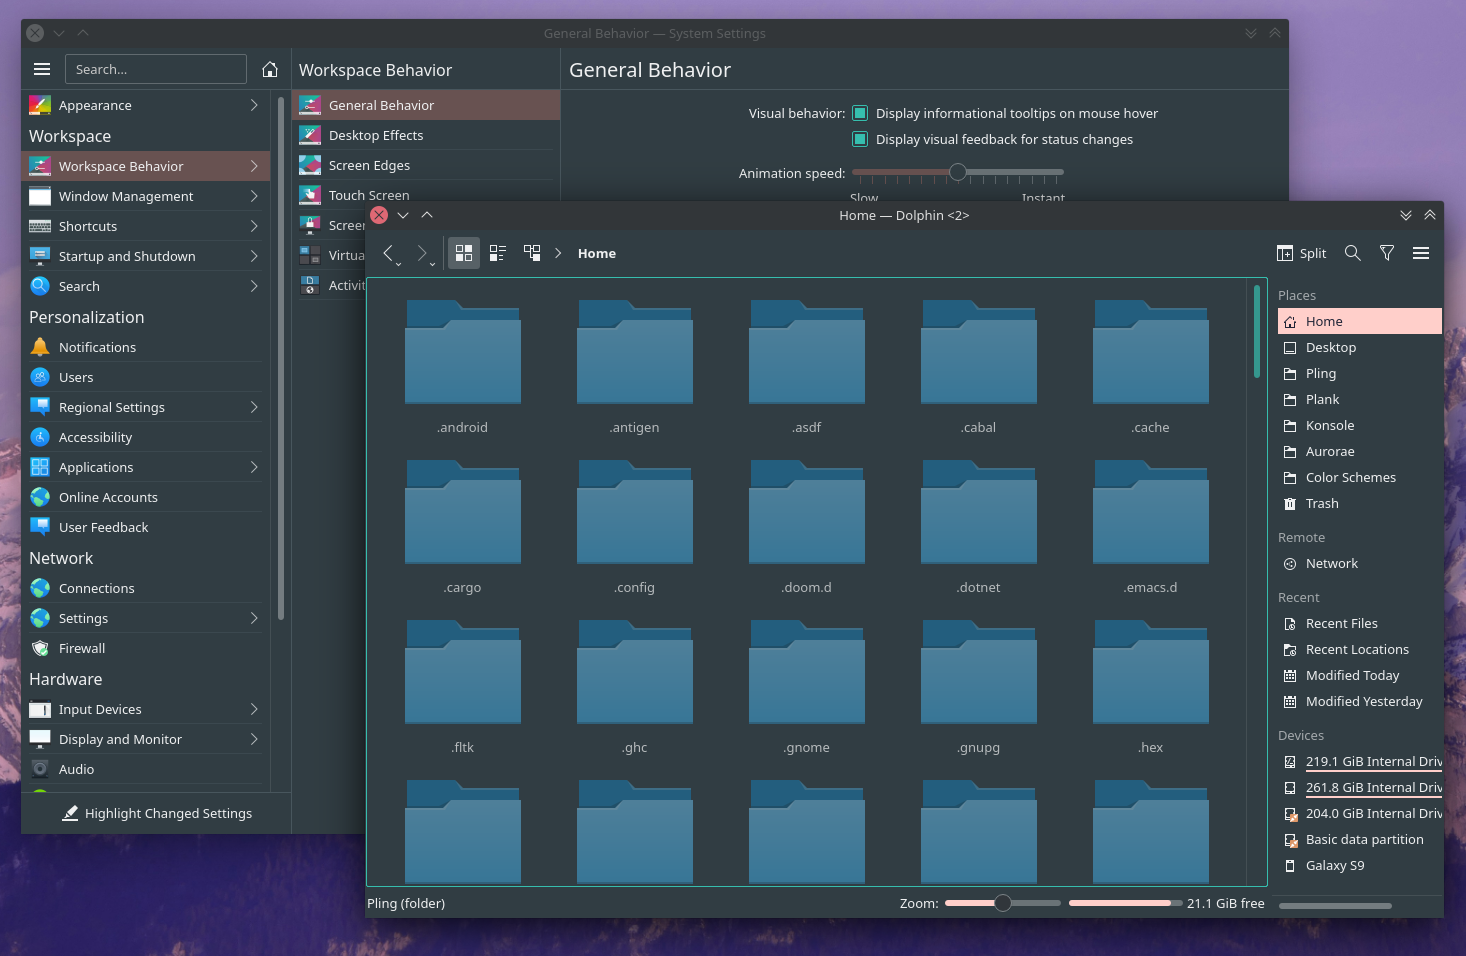 General Behavior — System Settings
Search...
Appearance
Workspace
Workspace Behavior
Window Management
Shortcuts
Startup and Shutdown
Search
Personalization
Notifications
Users
Regional Settings
Accessibility
Applications
Online Accounts
User Feedback
Network
Connections
Settings
Firewall
Hardware
Input Devices
Display and Monitor
Audio
Highlight Changed Settings
Workspace Behavior
General Behavior
Desktop Effects
Screen Edges
Touch Screen
Screen
Virtua
Activit
General Behavior
Visual behavior: Display informational tooltips on mouse hover
Display visual feedback for status changes
Animation speed:
Slow Instant
Home — Dolphin <2>
Home Split
.android .antigen .asdf .cabal .cache
.cargo .config .doom.d .dotnet .emacs.d
.fltk .ghc .gnome .gnupg .hex
Places
Home
Desktop
Pling
Plank
Konsole
Aurorae
Color Schemes
Trash
Remote
Network
Recent
Recent Files
Recent Locations
Modified Today
Modified Yesterday
Devices
219.1 GiB Internal Driv
261.8 GiB Internal Driv
204.0 GiB Internal Driv
Basic data partition
Galaxy S9
Pling (folder) Zoom: 21.1 GiB free